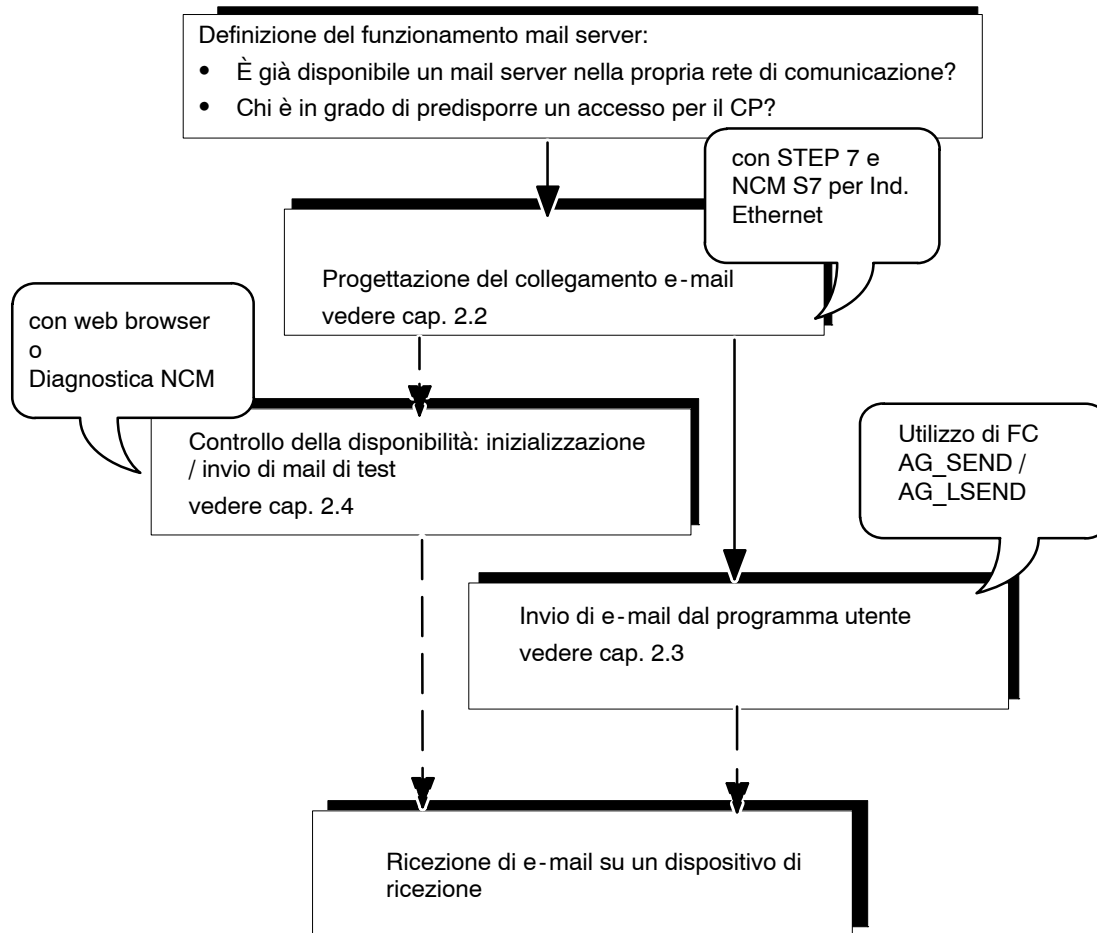 Definizione del funzionamento mail server:
• È già disponibile un mail server nella propria rete di comunicazione?
• Chi è in grado di predisporre un accesso per il CP?
con STEP 7 e
NCM S7 per Ind.
Ethernet
Progettazione del collegamento e-mail
vedere cap. 2.2
con web browser
o
Diagnostica NCM
Controllo della disponibilità: inizializzazione
/ invio di mail di test
vedere cap. 2.4
Utilizzo di FC
AG_SEND /
AG_LSEND
Invio di e-mail dal programma utente
vedere cap. 2.3
Ricezione di e-mail su un dispositivo di
ricezione